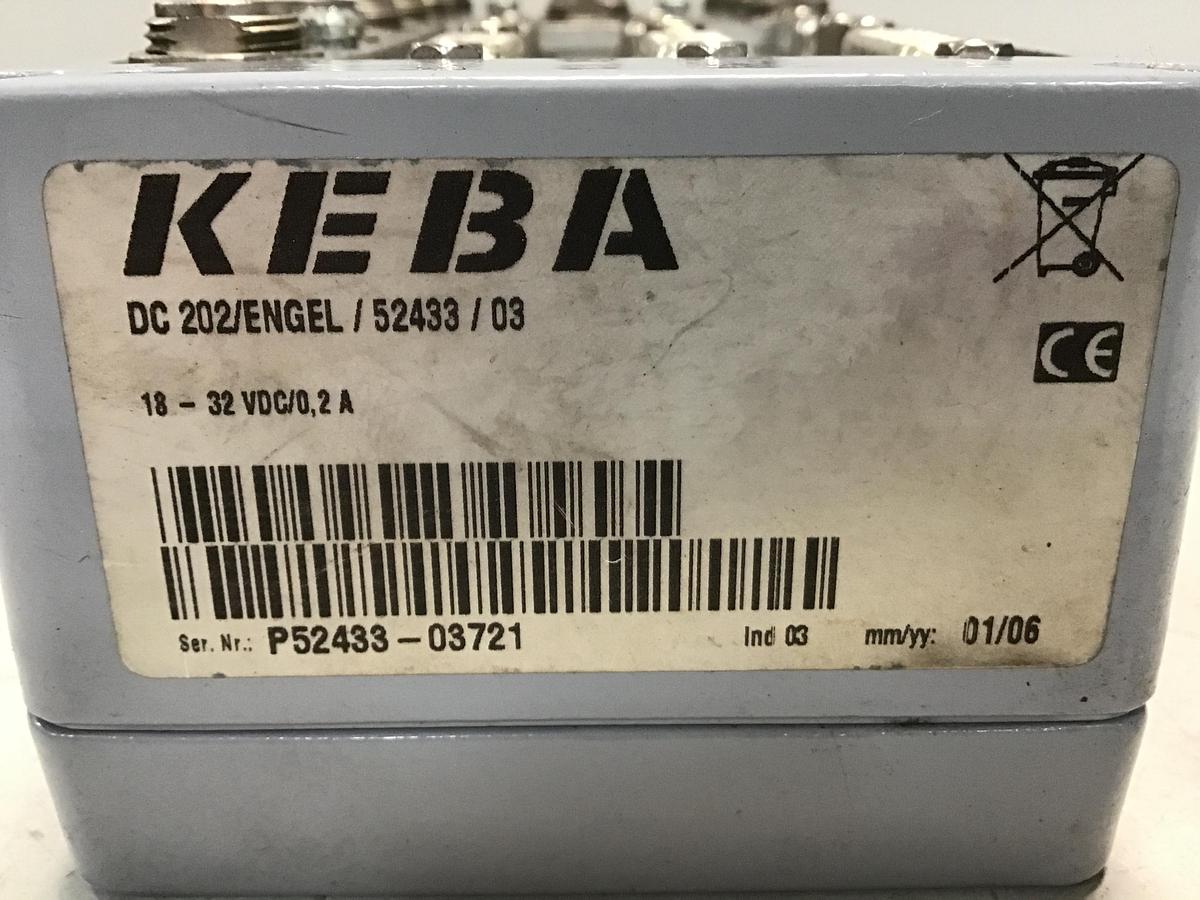 KEBA
DC 202/ENGEL / 52433 / 03
CE
18 - 32 VDC/0,2 A
Ser. Nr.: P52433-03721 Ind 03 mm/yy: 01/06